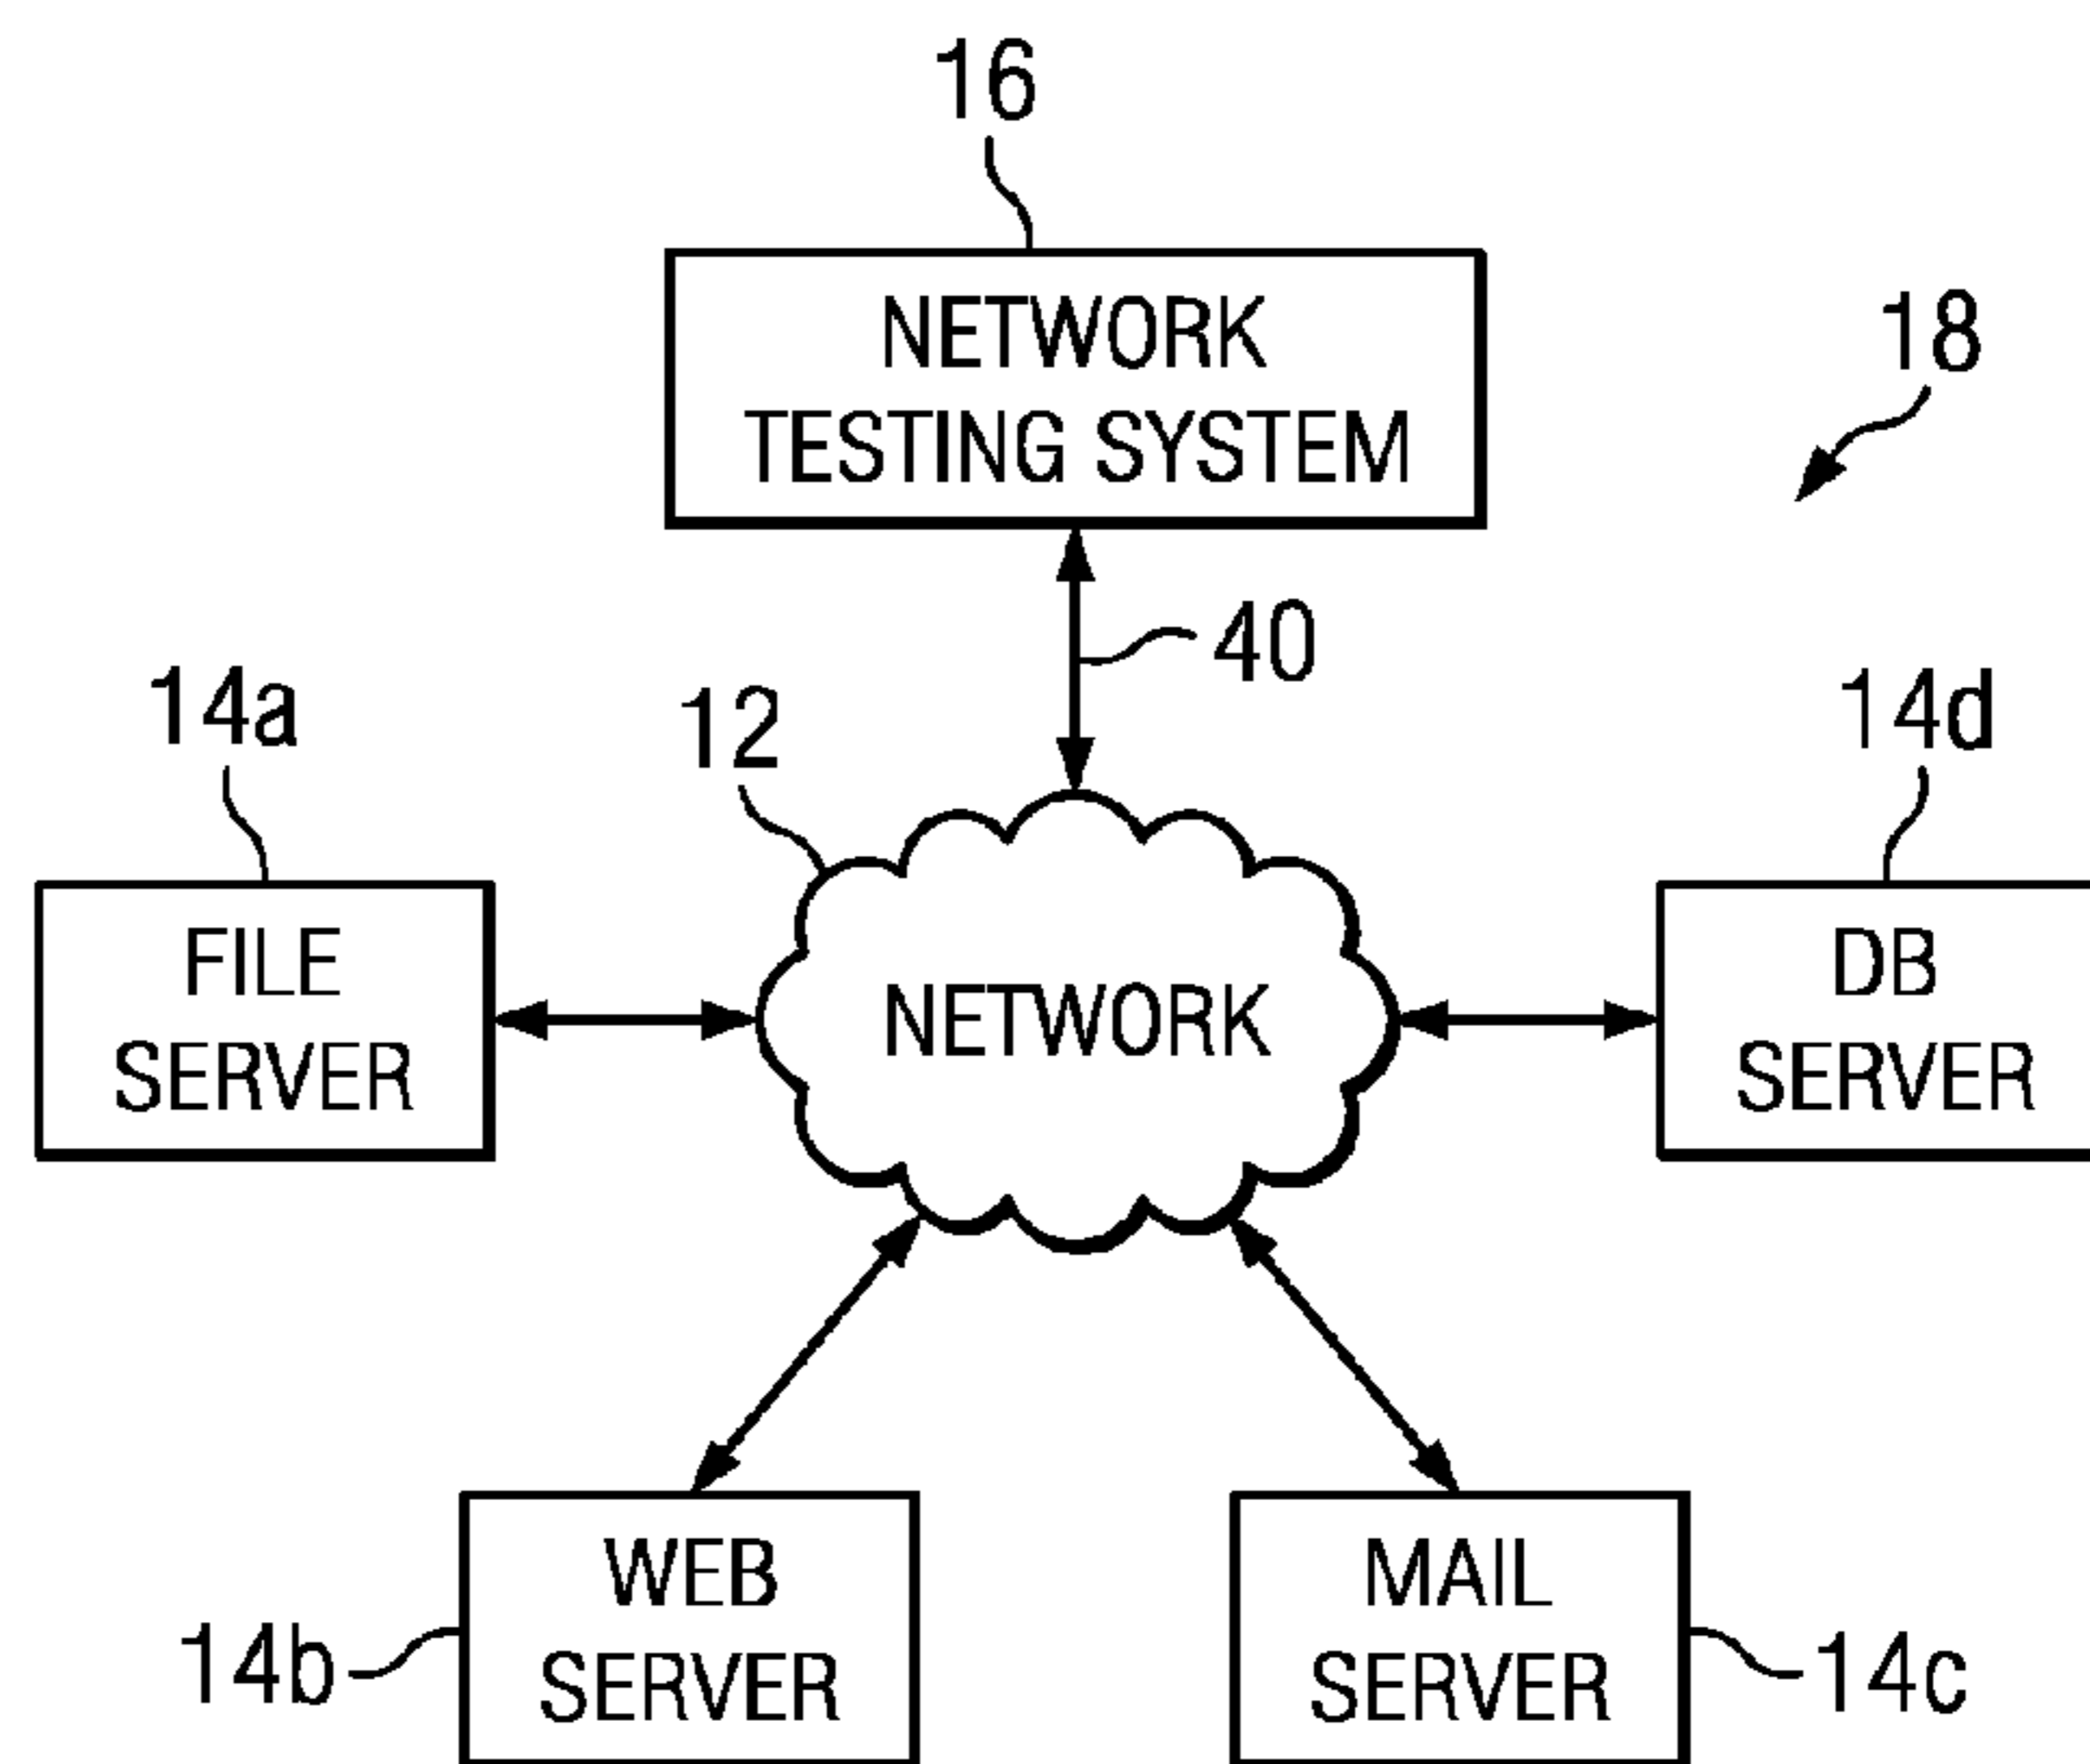 16
NETWORK
TESTING SYSTEM
18
40
14a
12
14d
FILE
SERVER
NETWORK
DB
SERVER
WEB
SERVER
14b
MAIL
SERVER
14c